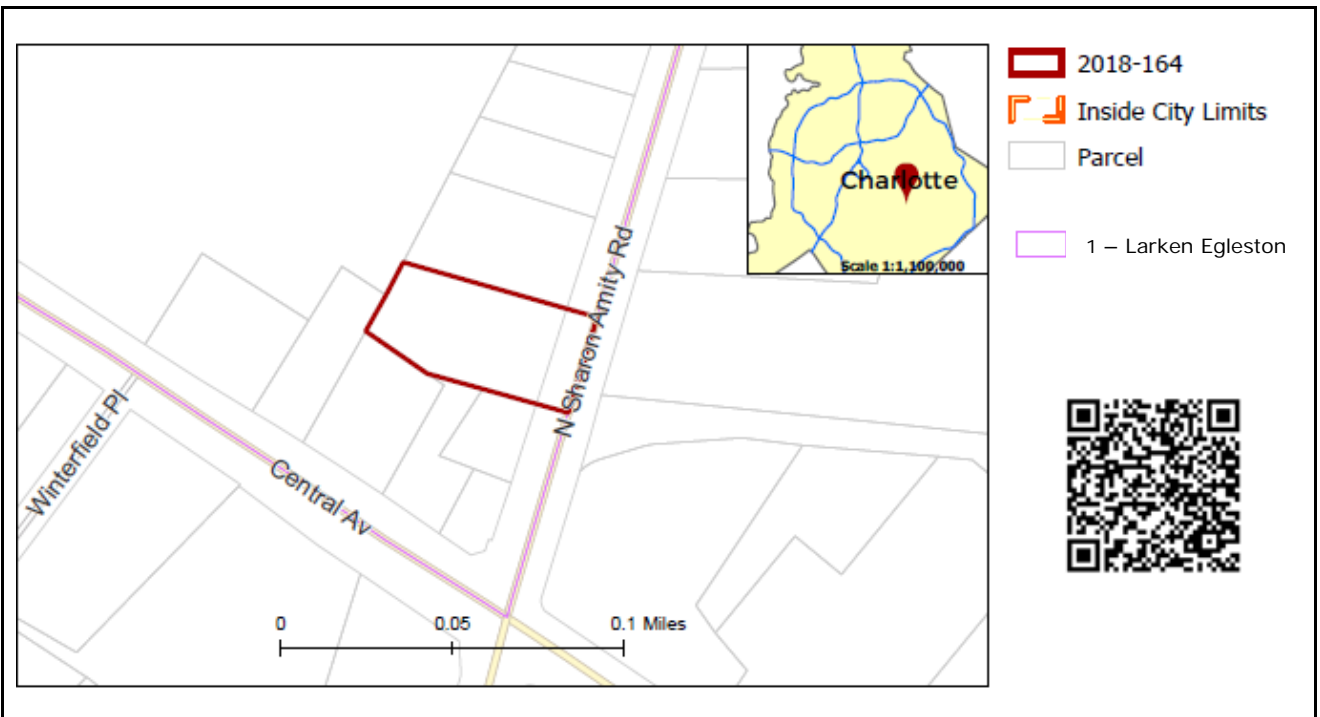 2018-164
Inside City Limits
Parcel
1 – Larken Egleston
Charlotte
Scale 1:1,100,000
N Sharon Amity Rd
Winterfield Pl
Central Av
0 0.05 0.1 Miles